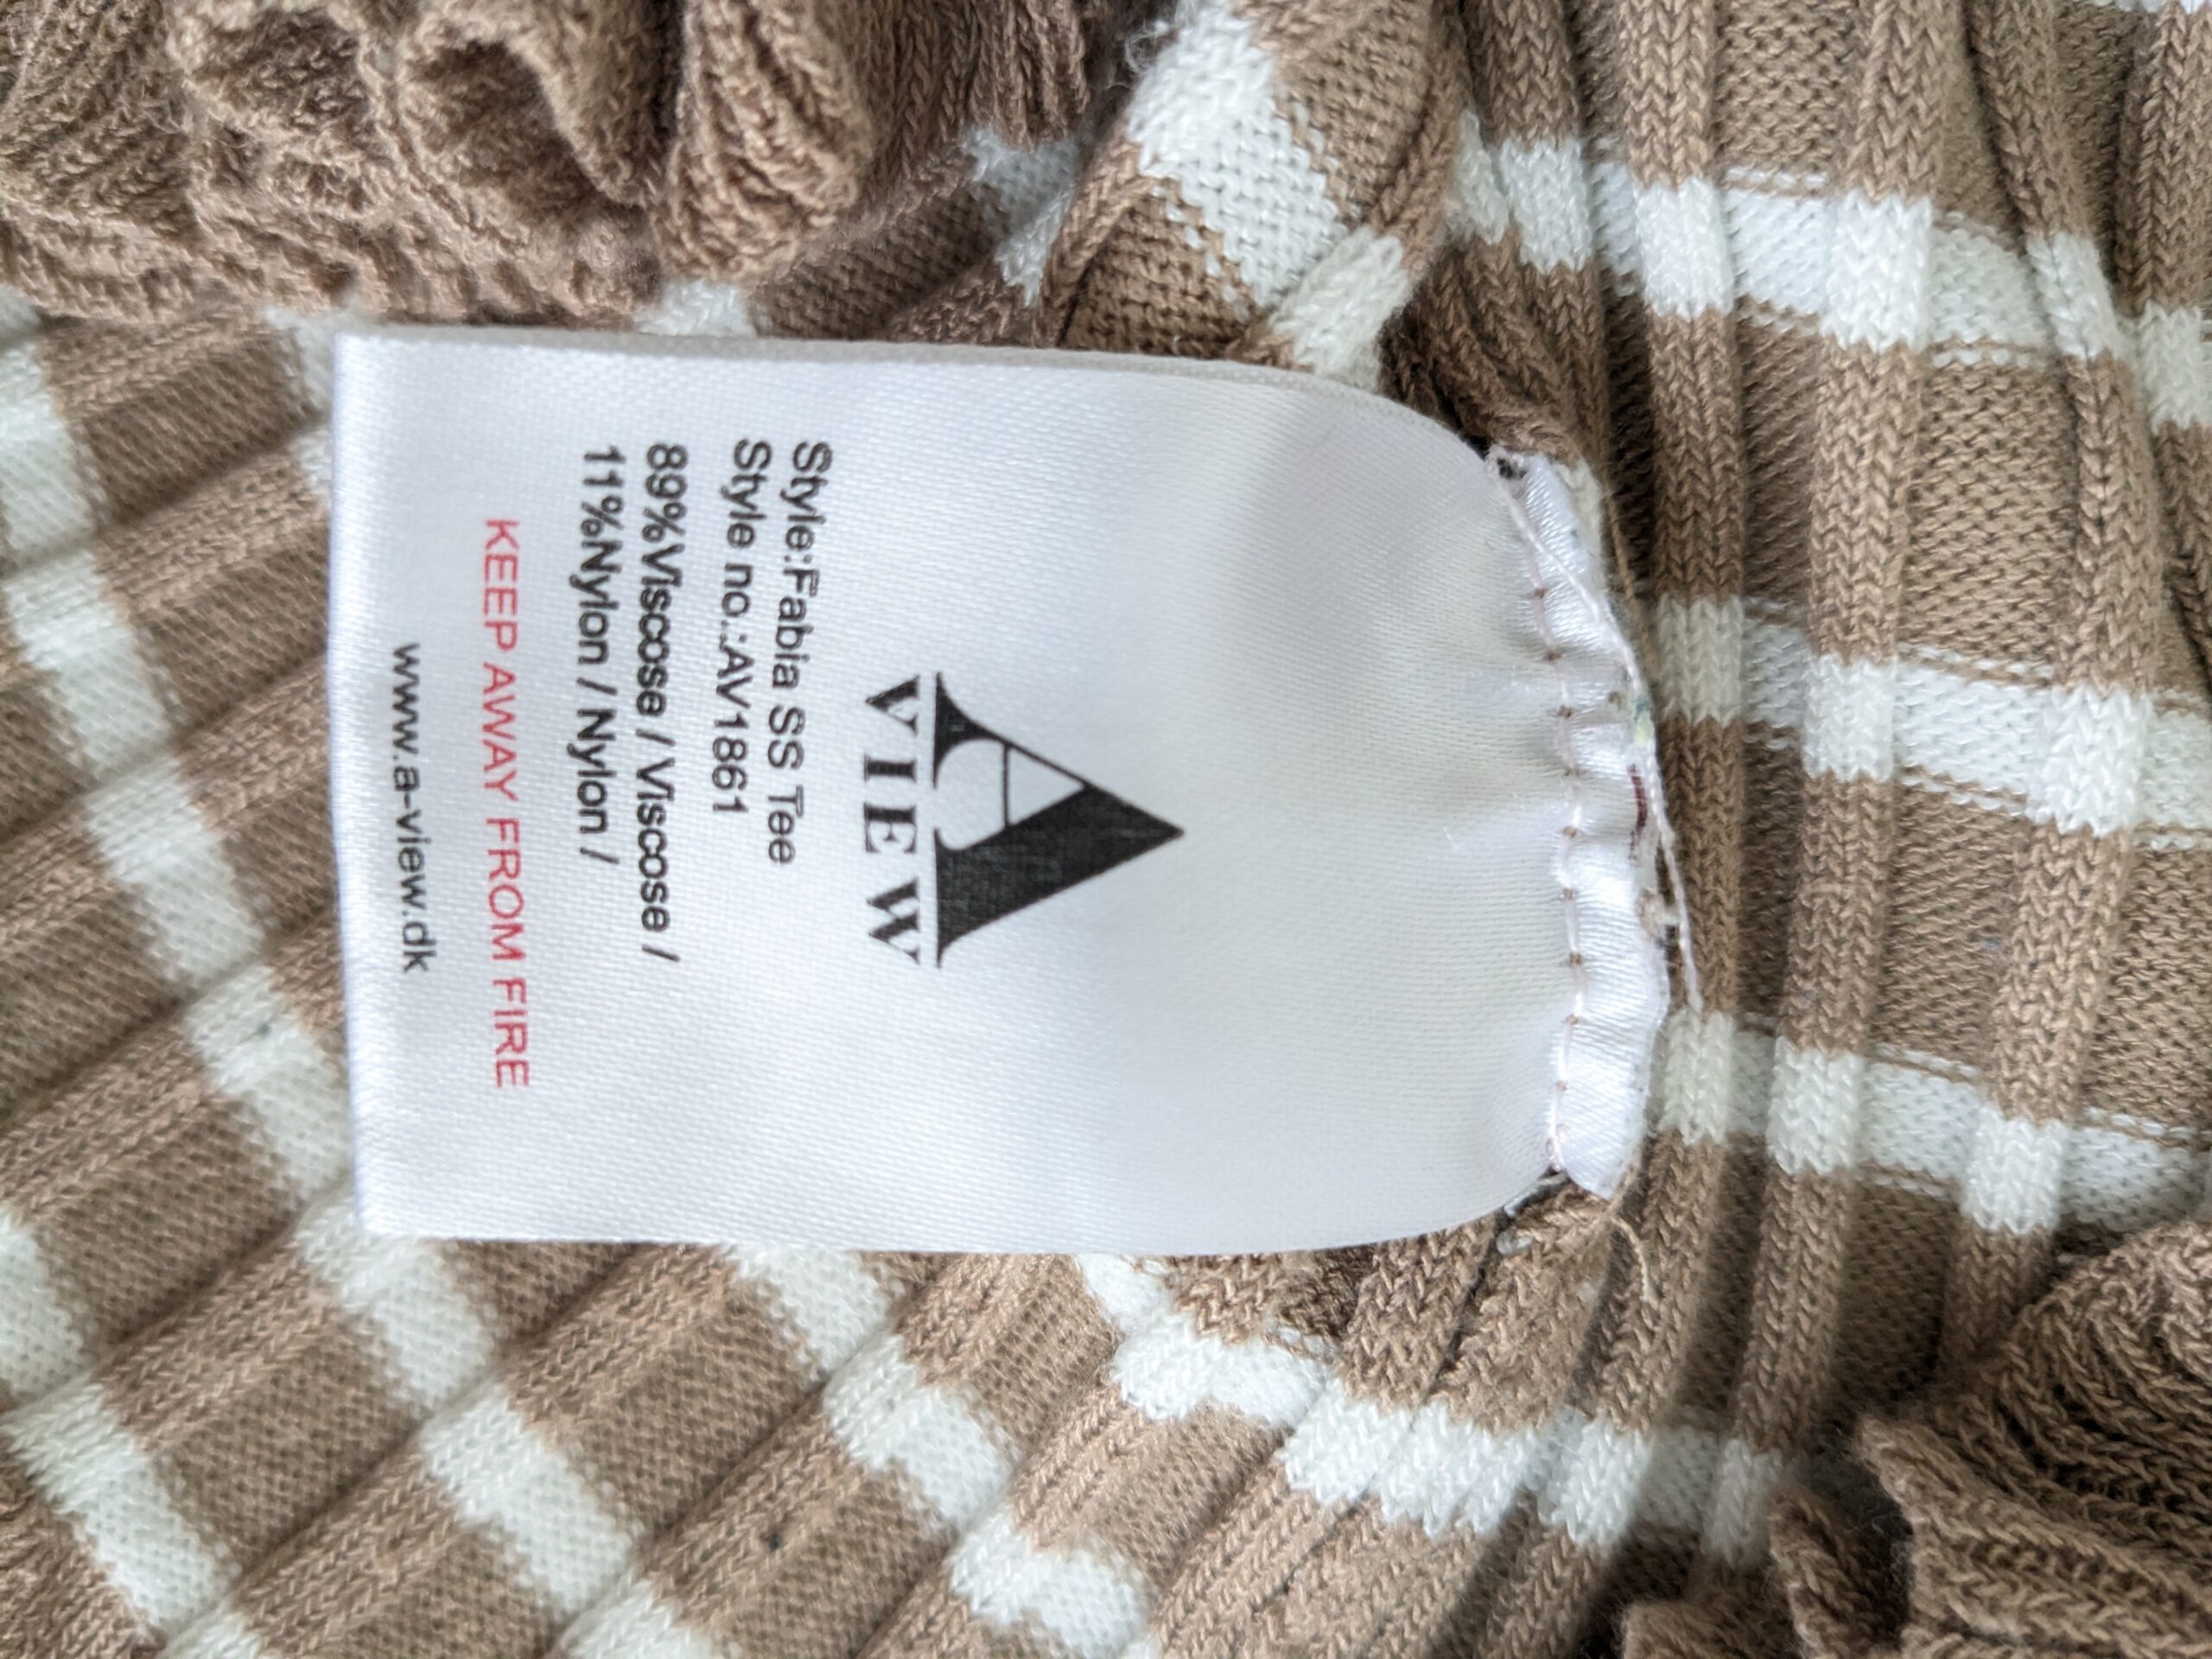 A
VIEW
Style:Fabia SS Tee
Style no.:AV1861
89%Viscose / Viscose /
11%Nylon / Nylon /
KEEP AWAY FROM FIRE
www.a-view.dk